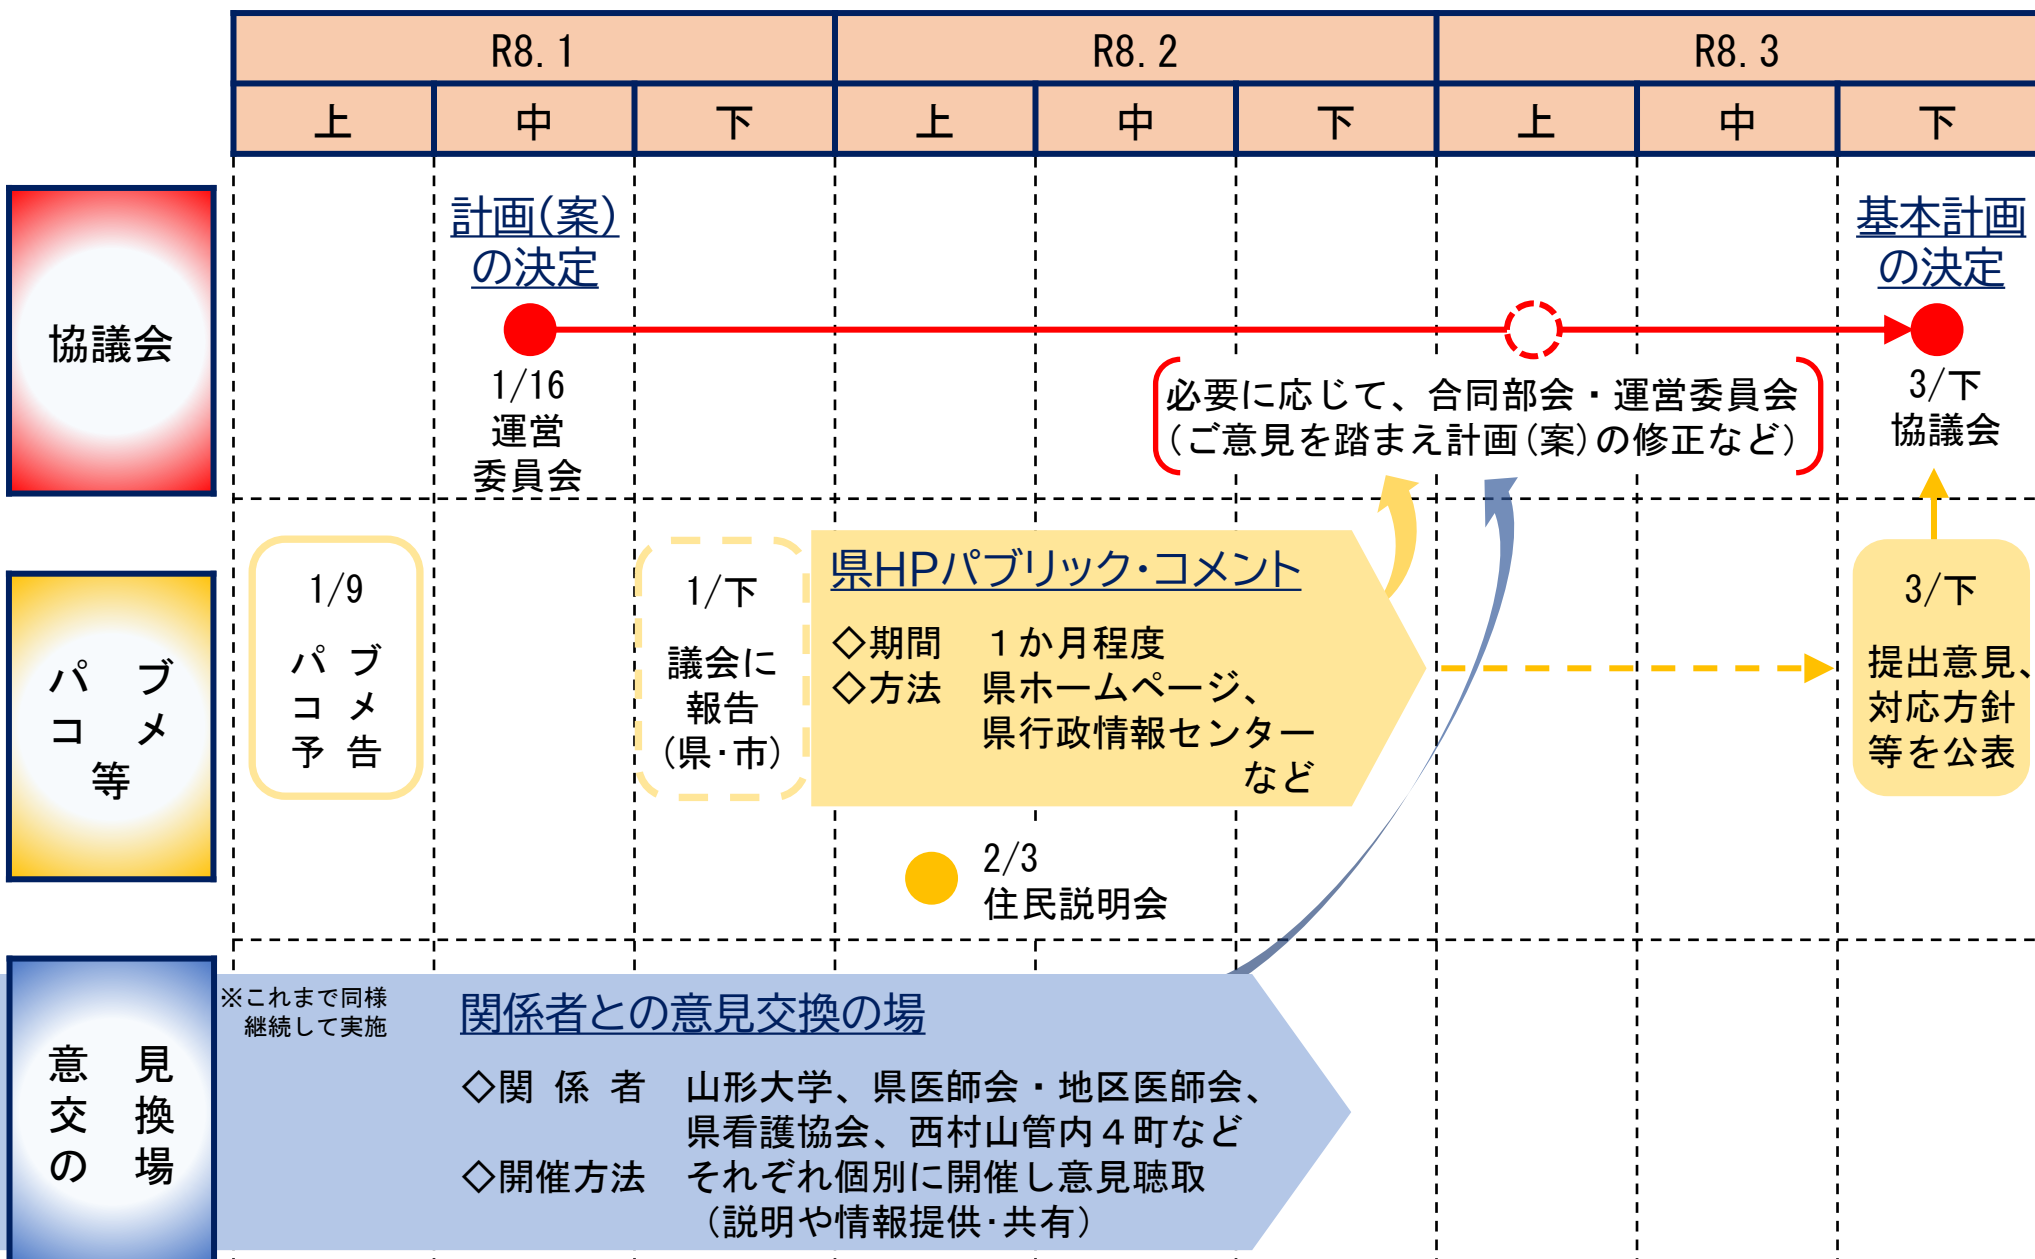 R8.1 R8.2 R8.3
上 中 下 上 中 下 上 中 下
協議会
計画(案)
の決定
1/16
運営
委員会
必要に応じて、合同部会・運営委員会
(ご意見を踏まえ計画(案)の修正など)
基本計画
の決定
3/下
協議会
パブ
コメ
等
1/9
パブ
コメ
予告
1/下
議会に
報告
(県・市)
県HPパブリック・コメント
◇期間 1か月程度
◇方法 県ホームページ、
県行政情報センター
など
3/下
提出意見、
対応方針
等を公表
2/3
住民説明会
意見
交換
の場
※これまで同様
継続して実施
関係者との意見交換の場
◇関係者 山形大学、県医師会・地区医師会、
県看護協会、西村山管内4町など
◇開催方法 それぞれ個別に開催し意見聴取
(説明や情報提供・共有)